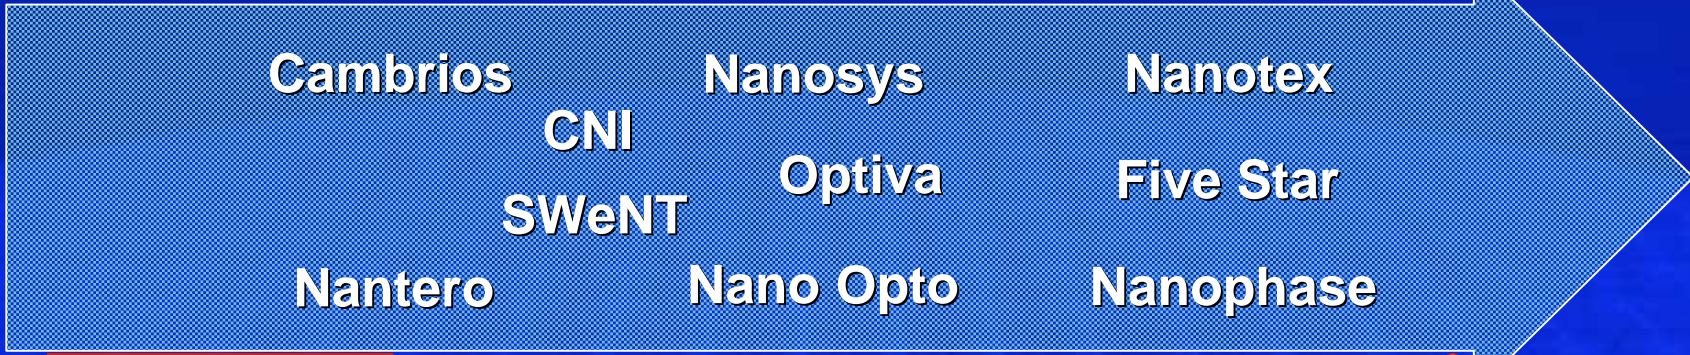 Cambrios
Nanosys
Nanotex
CNI
Optiva
Five Star
SWeNT
Nantero
Nano Opto
Nanophase